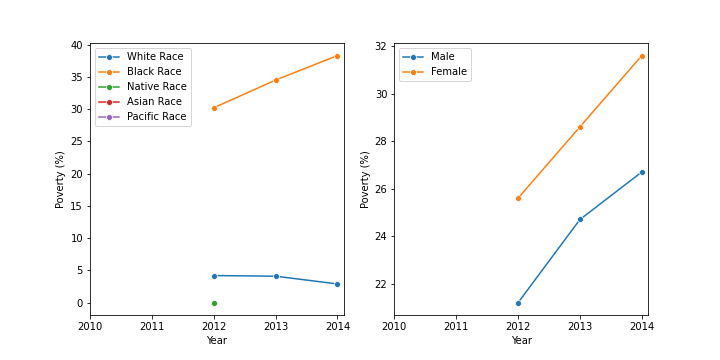 White Race
Black Race
Native Race
Asian Race
Pacific Race
40
35
30
25
20
15
10
5
0
Poverty (%)
2010 2011 2012 2013 2014
Year
Male
Female
32
30
28
26
24
22
Poverty (%)
2010 2011 2012 2013 2014
Year